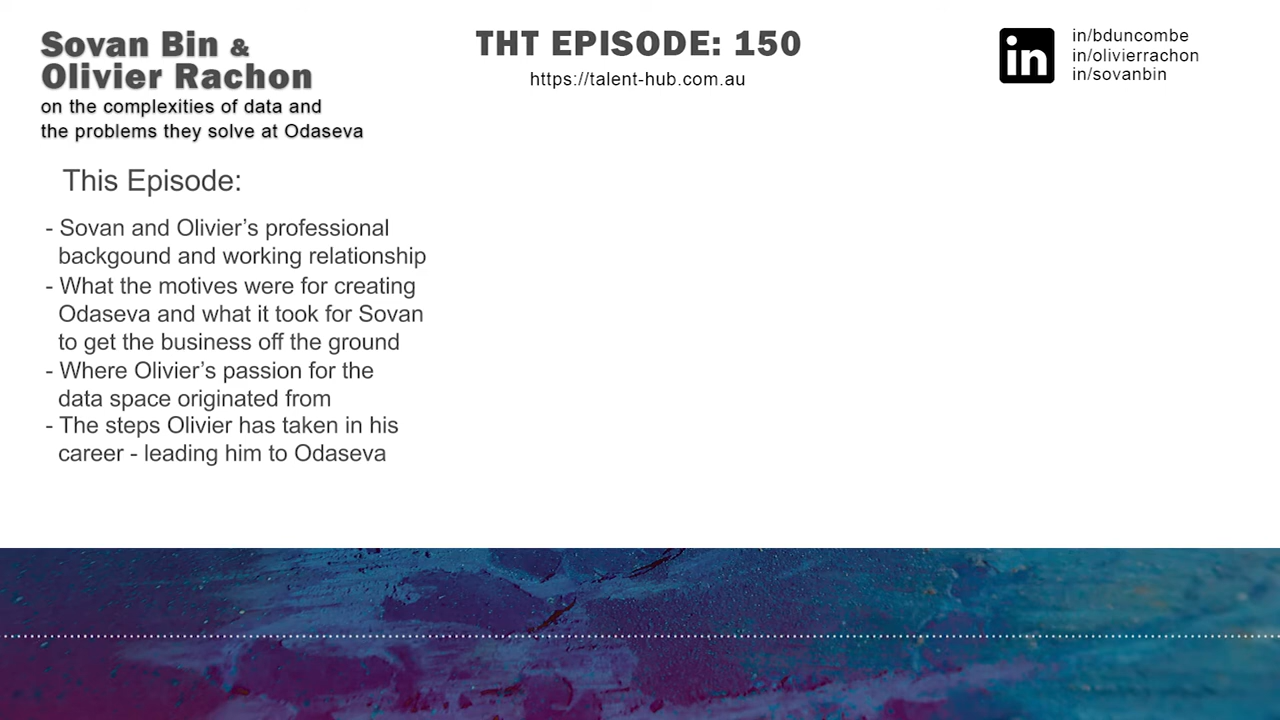 Sovan Bin &
Olivier Rachon
on the complexities of data and
the problems they solve at Odaseva
THT EPISODE: 150
https://talent-hub.com.au
in
in/bduncombe
in/olivierrachon
in/sovanbin
This Episode:
- Sovan and Olivier’s professional
backgound and working relationship
- What the motives were for creating
Odaseva and what it took for Sovan
to get the business off the ground
- Where Olivier’s passion for the
data space originated from
- The steps Olivier has taken in his
career - leading him to Odaseva